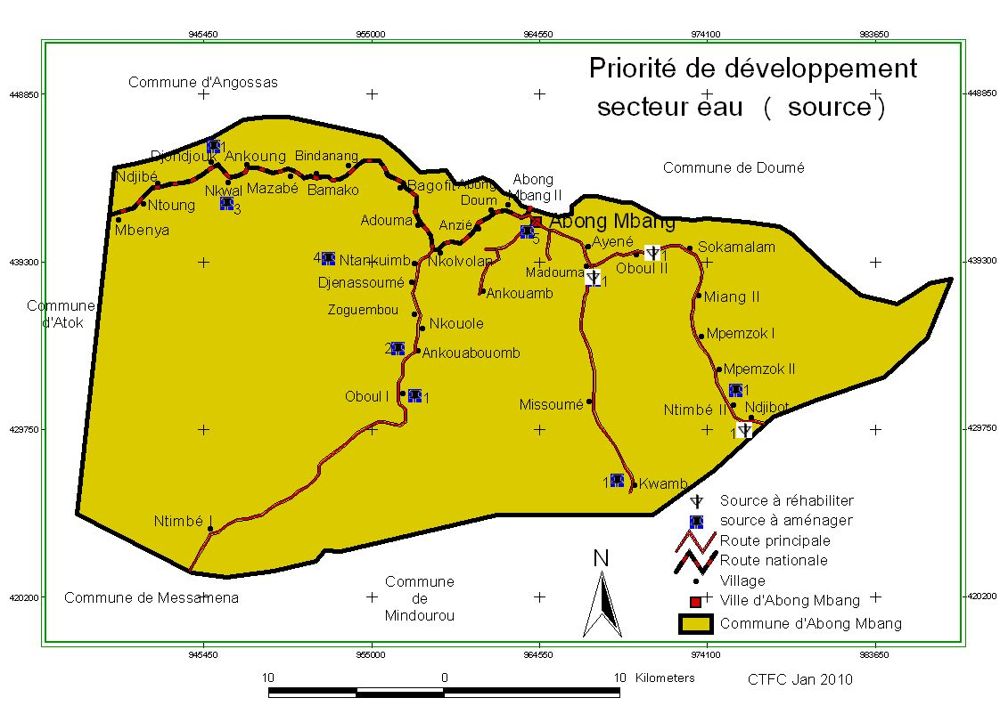 945450 955000 964550 974100 983650
Priorité de développement
secteur eau ( source)
Commune d'Angossas
448850 448850
Commune de Doumé
1
Djondjouk Ankoung Bindanang
Ndjibé
Nkwal Mazabé Bamako Bagofit Abong
Doum
Abong
Mbang II
3
Ntoung
Mbenya
Adouma
Anzié
Abong Mbang
5
Ayené
Sokamalam
4
Ntankuimb
Nkolvolan
439300 439300
Madouma
1
Oboul II
1
Djenassoumé
Ankouamb
Miang II
Commune
d'Atok
Zoguembou
Nkouole
Mpemzok I
2
Ankouabouomb
Mpemzok II
Oboul I
1
1
Missoumé
Ntimbé II
Ndjibot
429750 429750
1
1
Kwamb
Ntimbé I
Source à réhabiliter
source à aménager
Route principale
Route nationale
Village
Ville d'Abong Mbang
Commune d'Abong Mbang
N
Commune de Messamena
Commune
de
Mindourou
420200 420200
945450 955000 964550 974100 983650
10 0 10 Kilometers
CTFC Jan 2010